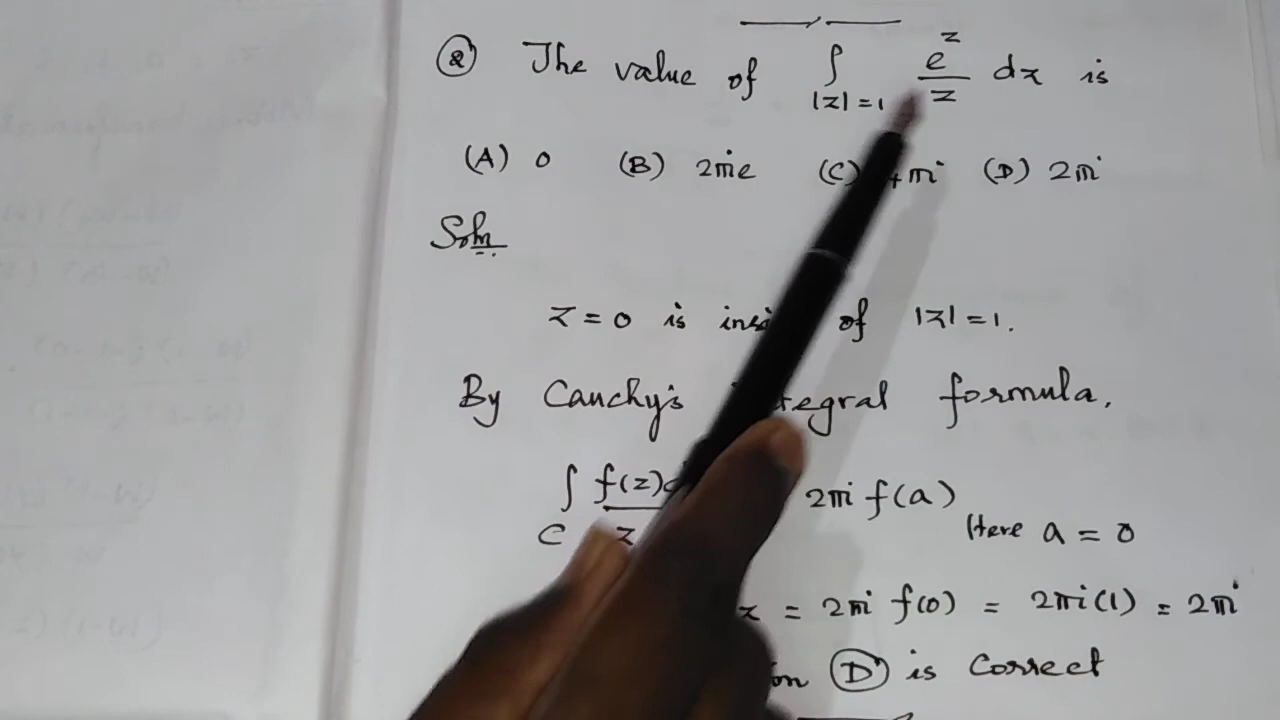 Q The value of ∫ |z|=1 e^z/z dz is
(A) 0 (B) 2πie (C) 4πi (D) 2πi
Soln
z = 0 is of |z|=1.
By Cauchy's formula,
∫ C f(z) z 2πi f(a) Here a = 0
z = 2πi f(0) = 2πi(1) = 2πi
(D) is Correct